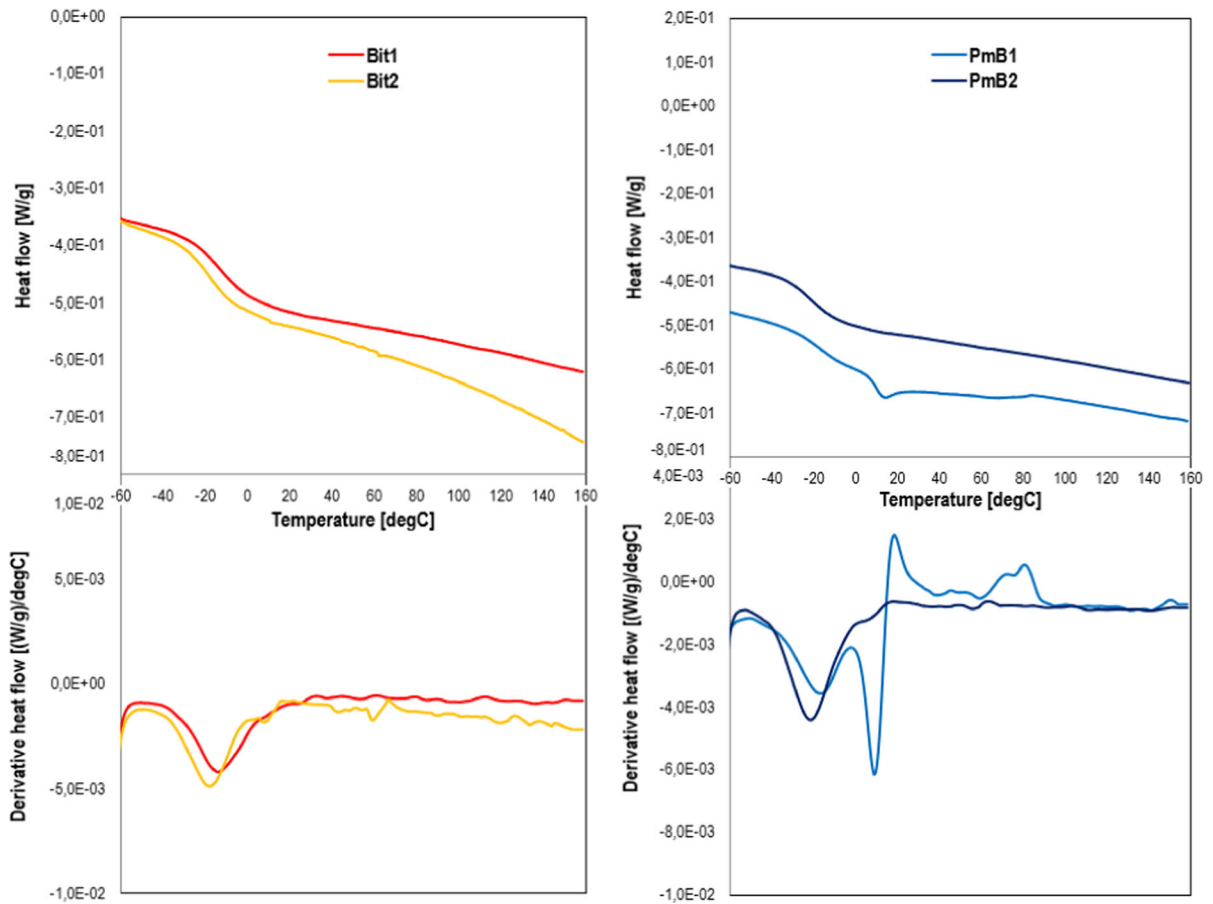 0,0E+00
-1,0E-01
-2,0E-01
-3,0E-01
-4,0E-01
-5,0E-01
-6,0E-01
-7,0E-01
-8,0E-01
Heat flow [W/g]
Bit1
Bit2
-60 -40 -20 0 20 40 60 80 100 120 140 160
Temperature [degC]
1,0E-02
5,0E-03
0,0E+00
-5,0E-03
-1,0E-02
Derivative heat flow [(W/g)/degC]
2,0E-01
1,0E-01
0,0E+00
-1,0E-01
-2,0E-01
-3,0E-01
-4,0E-01
-5,0E-01
-6,0E-01
-7,0E-01
-8,0E-01
Heat flow [W/g]
PmB1
PmB2
-60 -40 -20 0 20 40 60 80 100 120 140 160
Temperature [degC]
4,0E-03
2,0E-03
0,0E+00
-2,0E-03
-4,0E-03
-6,0E-03
-8,0E-03
-1,0E-02
Derivative heat flow [(W/g)/degC]